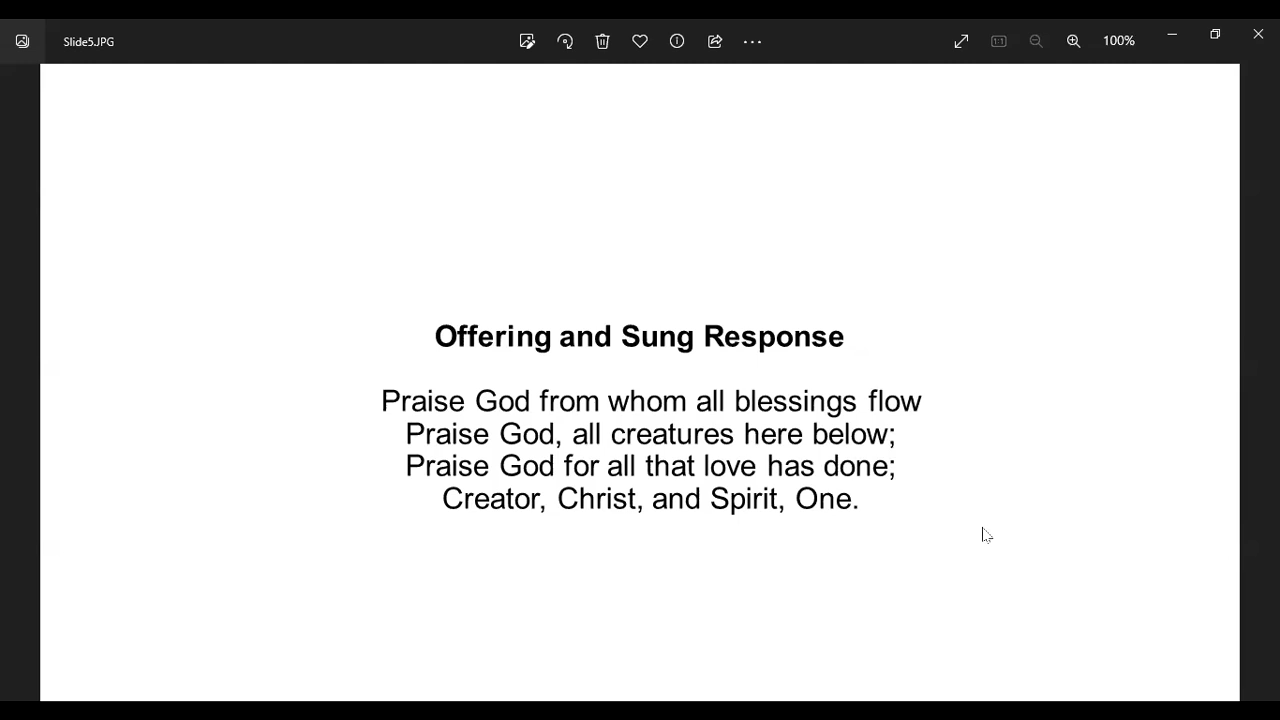 Slide5.JPG
100%
Offering and Sung Response
Praise God from whom all blessings flow
Praise God, all creatures here below;
Praise God for all that love has done;
Creator, Christ, and Spirit, One.